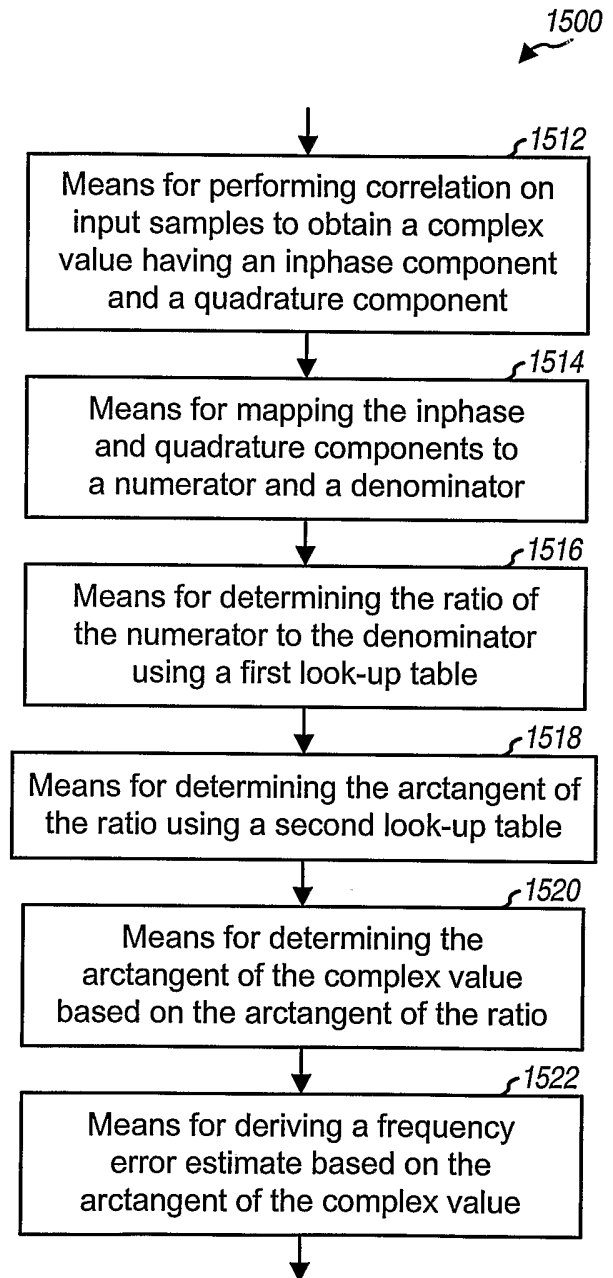 1500
1512
Means for performing correlation on
input samples to obtain a complex
value having an inphase component
and a quadrature component
1514
Means for mapping the inphase
and quadrature components to
a numerator and a denominator
1516
Means for determining the ratio of
the numerator to the denominator
using a first look-up table
1518
Means for determining the arctangent of
the ratio using a second look-up table
1520
Means for determining the
arctangent of the complex value
based on the arctangent of the ratio
1522
Means for deriving a frequency
error estimate based on the
arctangent of the complex value